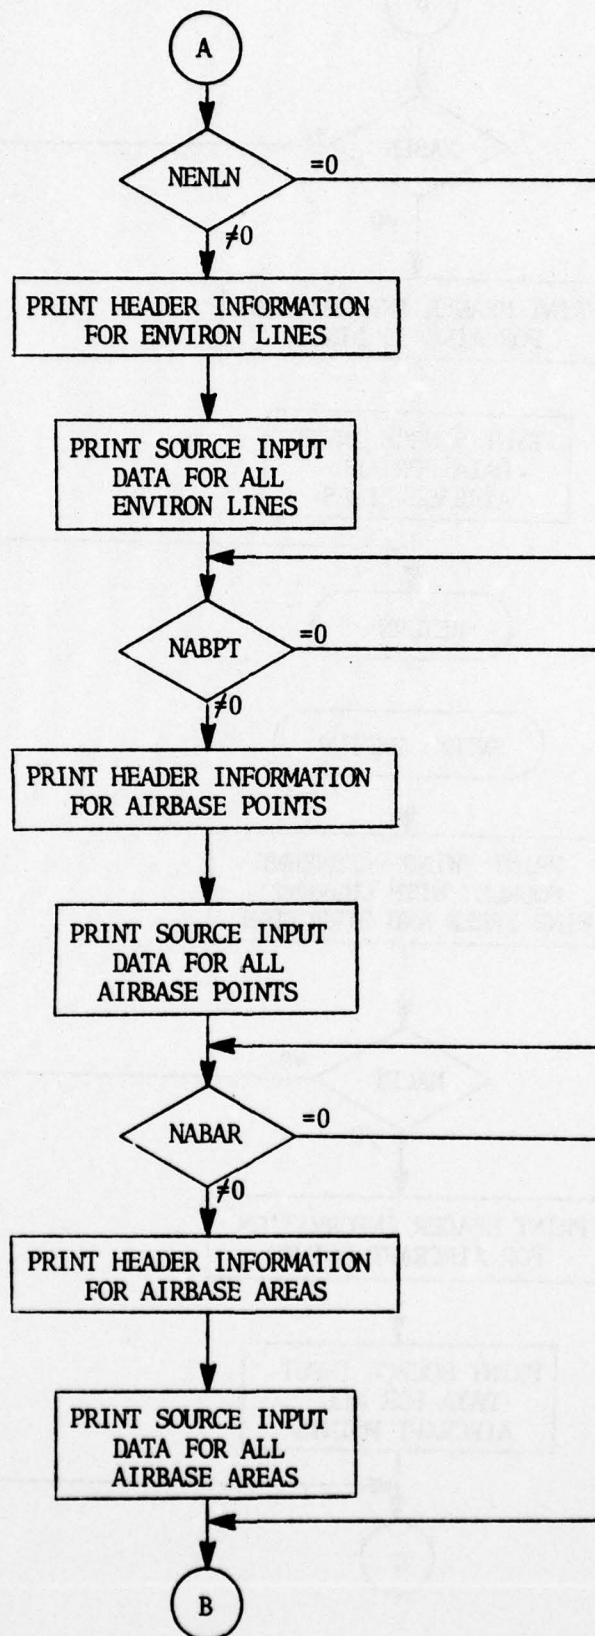 A
NENLN
=0
≠0
PRINT HEADER INFORMATION
FOR ENVIRON LINES
PRINT SOURCE INPUT
DATA FOR ALL
ENVIRON LINES
NABPT
=0
≠0
PRINT HEADER INFORMATION
FOR AIRBASE POINTS
PRINT SOURCE INPUT
DATA FOR ALL
AIRBASE POINTS
NABAR
=0
≠0
PRINT HEADER INFORMATION
FOR AIRBASE AREAS
PRINT SOURCE INPUT
DATA FOR ALL
AIRBASE AREAS
B